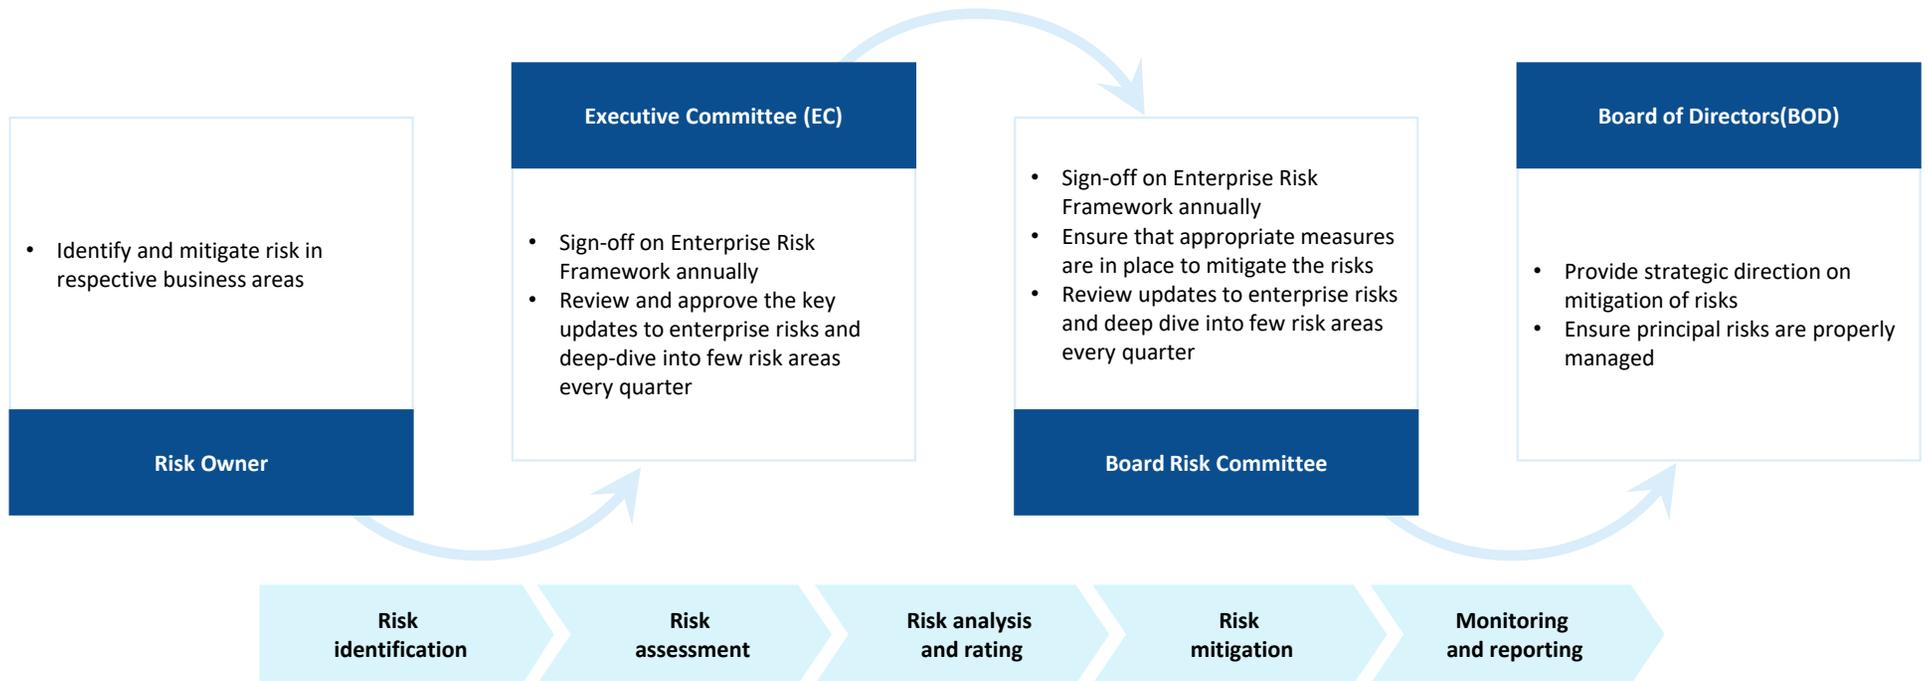 • Identify and mitigate risk in
respective business areas
Risk Owner
Executive Committee (EC)
• Sign-off on Enterprise Risk
Framework annually
• Review and approve the key
updates to enterprise risks and
deep-dive into few risk areas
every quarter
• Sign-off on Enterprise Risk
Framework annually
• Ensure that appropriate measures
are in place to mitigate the risks
• Review updates to enterprise risks
and deep dive into few risk areas
every quarter
Board Risk Committee
Board of Directors(BOD)
• Provide strategic direction on
mitigation of risks
• Ensure principal risks are properly
managed
Risk
identification
Risk
assessment
Risk analysis
and rating
Risk
mitigation
Monitoring
and reporting